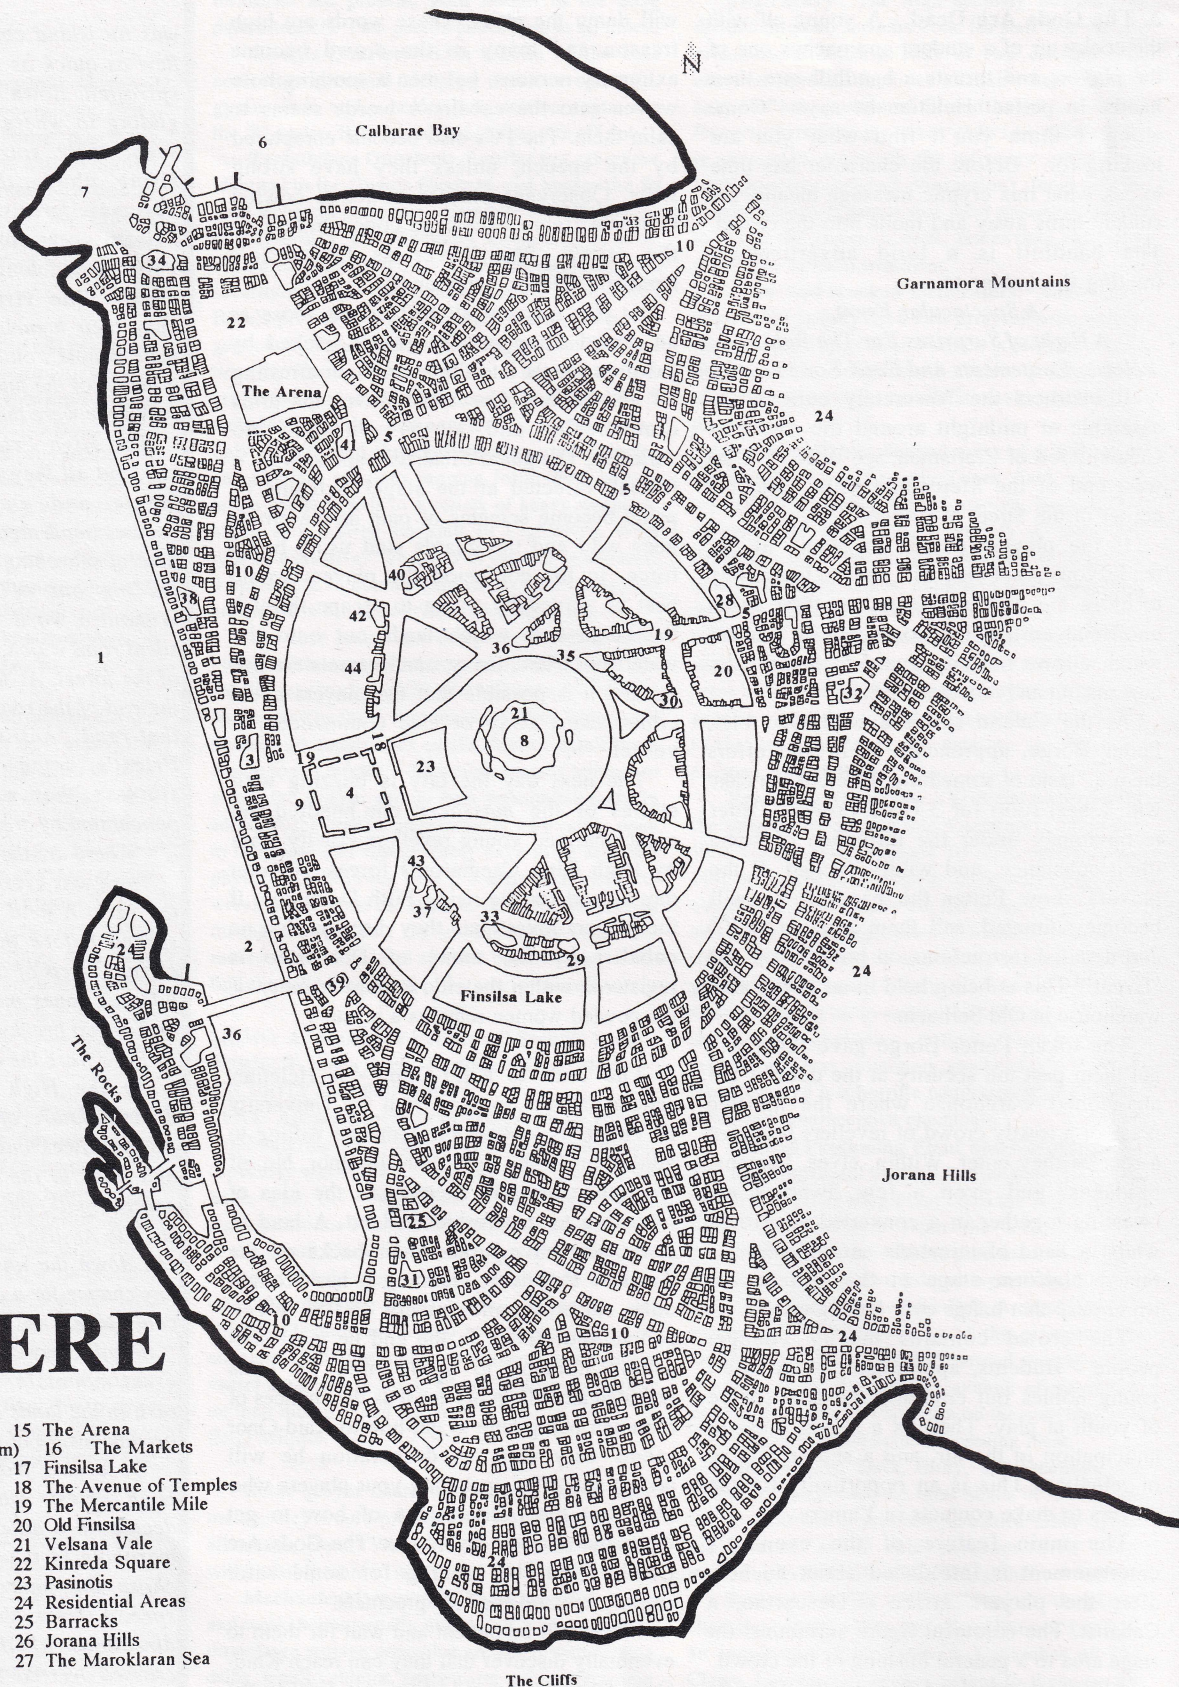 N
6
Calbarae Bay
7
10
34
Garnamora Mountains
22
The Arena
24
41
5
5
10
40
38
42
28
5
19
36
35
1
44
20
30
32
21
18
8
19
3
23
4
9
43
37
33
24
2
29
24
39
Finsilsa Lake
36
The Rocks
Jorana Hills
25
31
10
10
24
ERE
15 The Arena
m) 16 The Markets
17 Finsilsa Lake
18 The Avenue of Temples
19 The Mercantile Mile
20 Old Finsilsa
21 Velsana Vale
22 Kinreda Square
23 Pasinotis
24 Residential Areas
25 Barracks
26 Jorana Hills
27 The Maroklaran Sea
24
The Cliffs